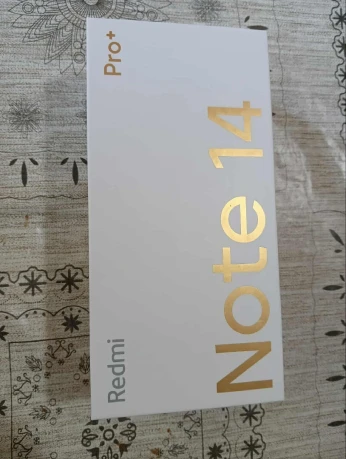 Redmi
Note 14
Pro+